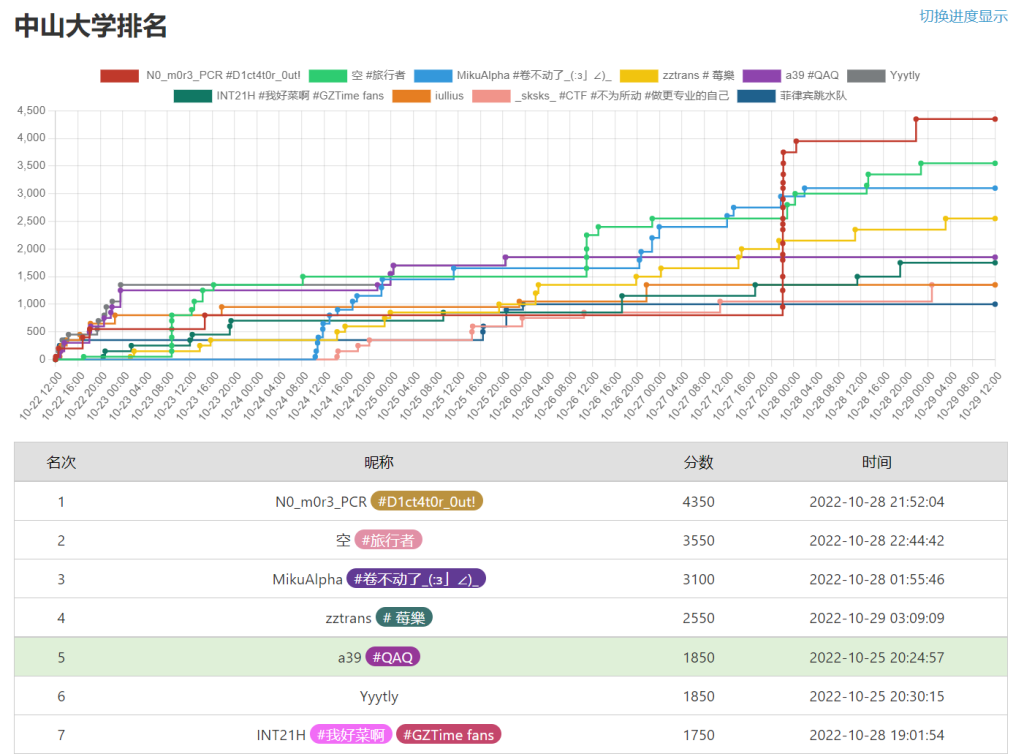 中山大学排名
切换进度显示
N0_m0r3_PCR #D1ct4t0r_0ut! 空 #旅行者 MikuAlpha #卷不动了_(:з」∠)_ zztrans # 莓樂 a39 #QAQ Yyytly
INT21H #我好菜啊 #GZTime fans iullius _sksks_ #CTF #不为所动 #做更专业的自己 菲律宾跳水队
4,500
4,000
3,500
3,000
2,500
2,000
1,500
1,000
500
0
10-22 12:00 10-22 16:00 10-22 20:00 10-23 00:00 10-23 04:00 10-23 08:00 10-23 12:00 10-23 16:00 10-23 20:00 10-24 00:00 10-24 04:00 10-24 08:00 10-24 12:00 10-24 16:00 10-24 20:00 10-25 00:00 10-25 04:00 10-25 08:00 10-25 12:00 10-25 16:00 10-25 20:00 10-26 00:00 10-26 04:00 10-26 08:00 10-26 12:00 10-26 16:00 10-26 20:00 10-27 00:00 10-27 04:00 10-27 08:00 10-27 12:00 10-27 16:00 10-27 20:00 10-28 00:00 10-28 04:00 10-28 08:00 10-28 12:00 10-28 16:00 10-28 20:00 10-29 00:00 10-29 04:00 10-29 08:00 10-29 12:00
名次 昵称 分数 时间
1 N0_m0r3_PCR #D1ct4t0r_0ut! 4350 2022-10-28 21:52:04
2 空 #旅行者 3550 2022-10-28 22:44:42
3 MikuAlpha #卷不动了_(:з」∠)_ 3100 2022-10-28 01:55:46
4 zztrans # 莓樂 2550 2022-10-29 03:09:09
5 a39 #QAQ 1850 2022-10-25 20:24:57
6 Yyytly 1850 2022-10-25 20:30:15
7 INT21H #我好菜啊 #GZTime fans 1750 2022-10-28 19:01:54